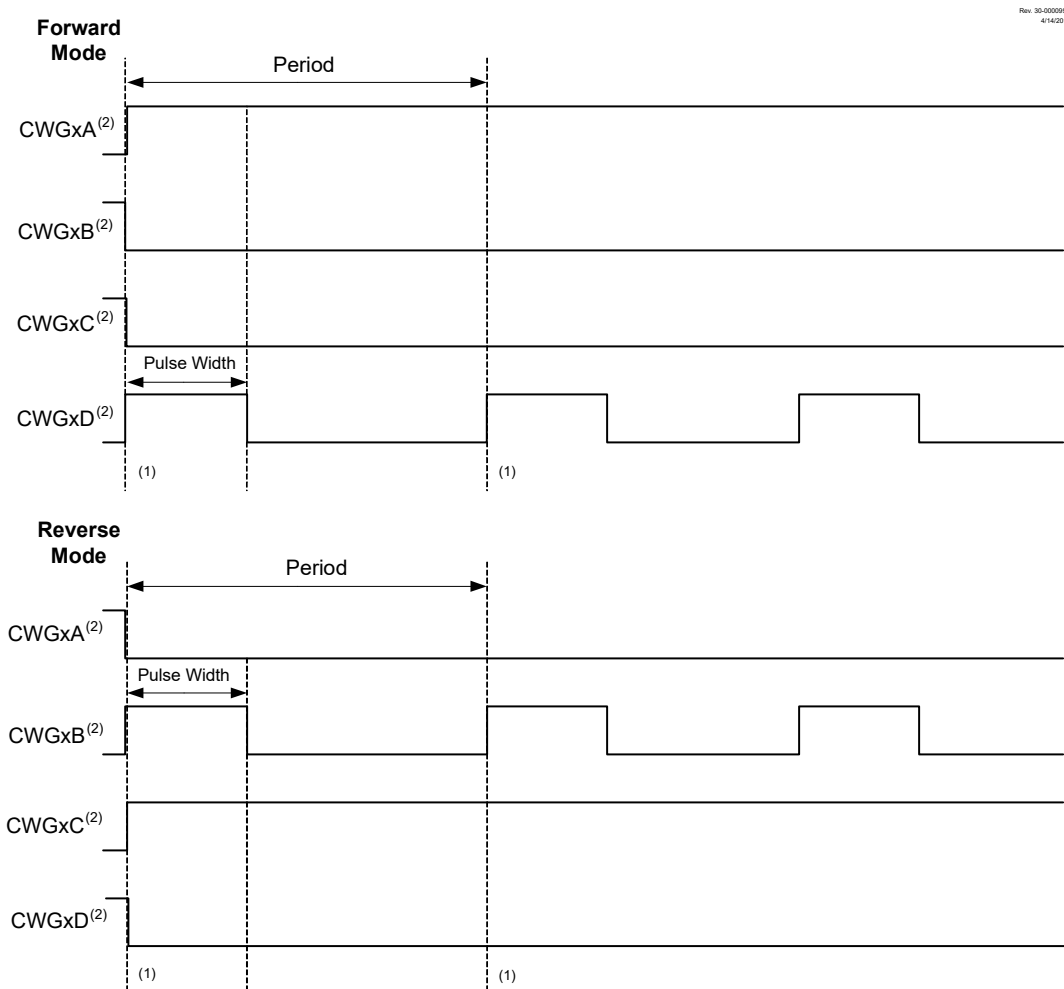 Rev. 30-000099
4/14/20
Forward
Mode
Period
CWGxA(2)
CWGxB(2)
CWGxC(2)
Pulse Width
CWGxD(2)
(1)
(1)
Reverse
Mode
Period
CWGxA(2)
Pulse Width
CWGxB(2)
CWGxC(2)
CWGxD(2)
(1)
(1)